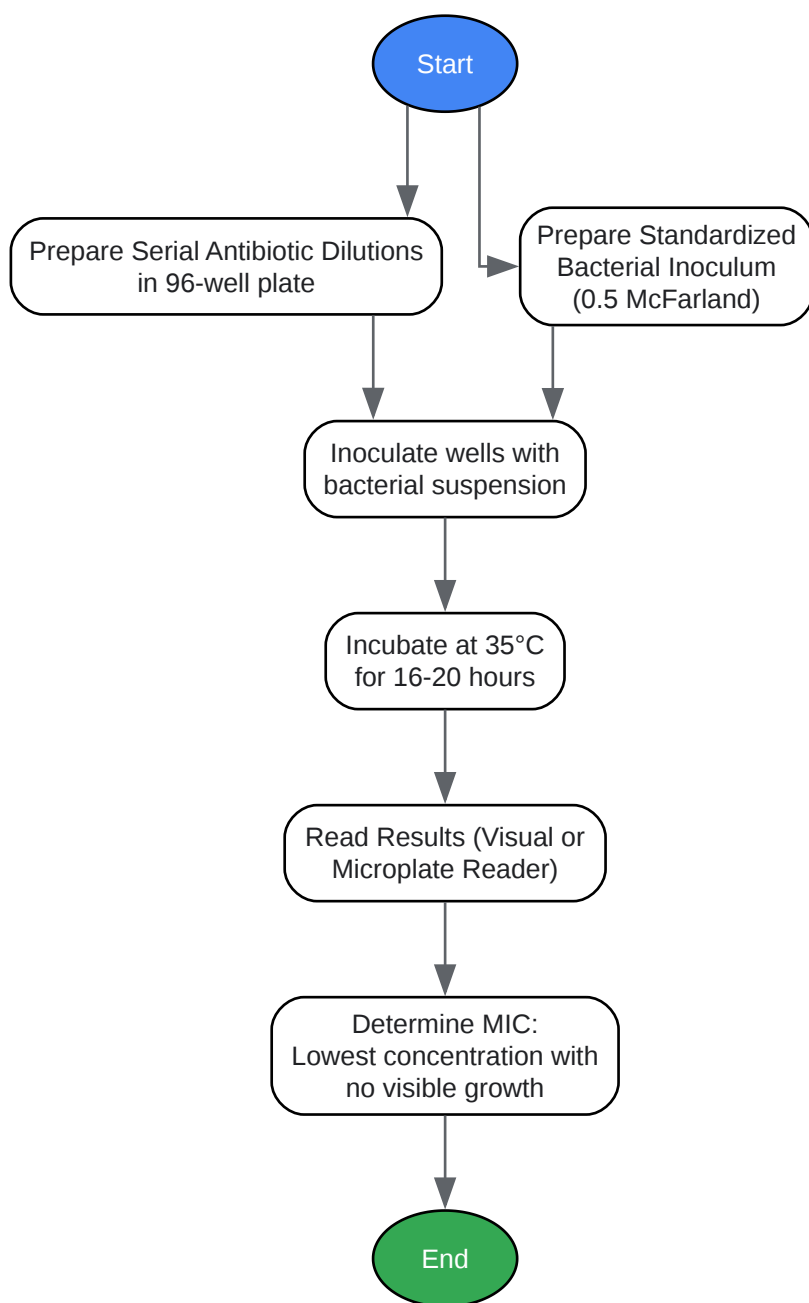 Start
Prepare Serial Antibiotic Dilutions
in 96-well plate
Prepare Standardized
Bacterial Inoculum
(0.5 McFarland)
Inoculate wells with
bacterial suspension
Incubate at 35°C
for 16-20 hours
Read Results (Visual or
Microplate Reader)
Determine MIC:
Lowest concentration with
no visible growth
End